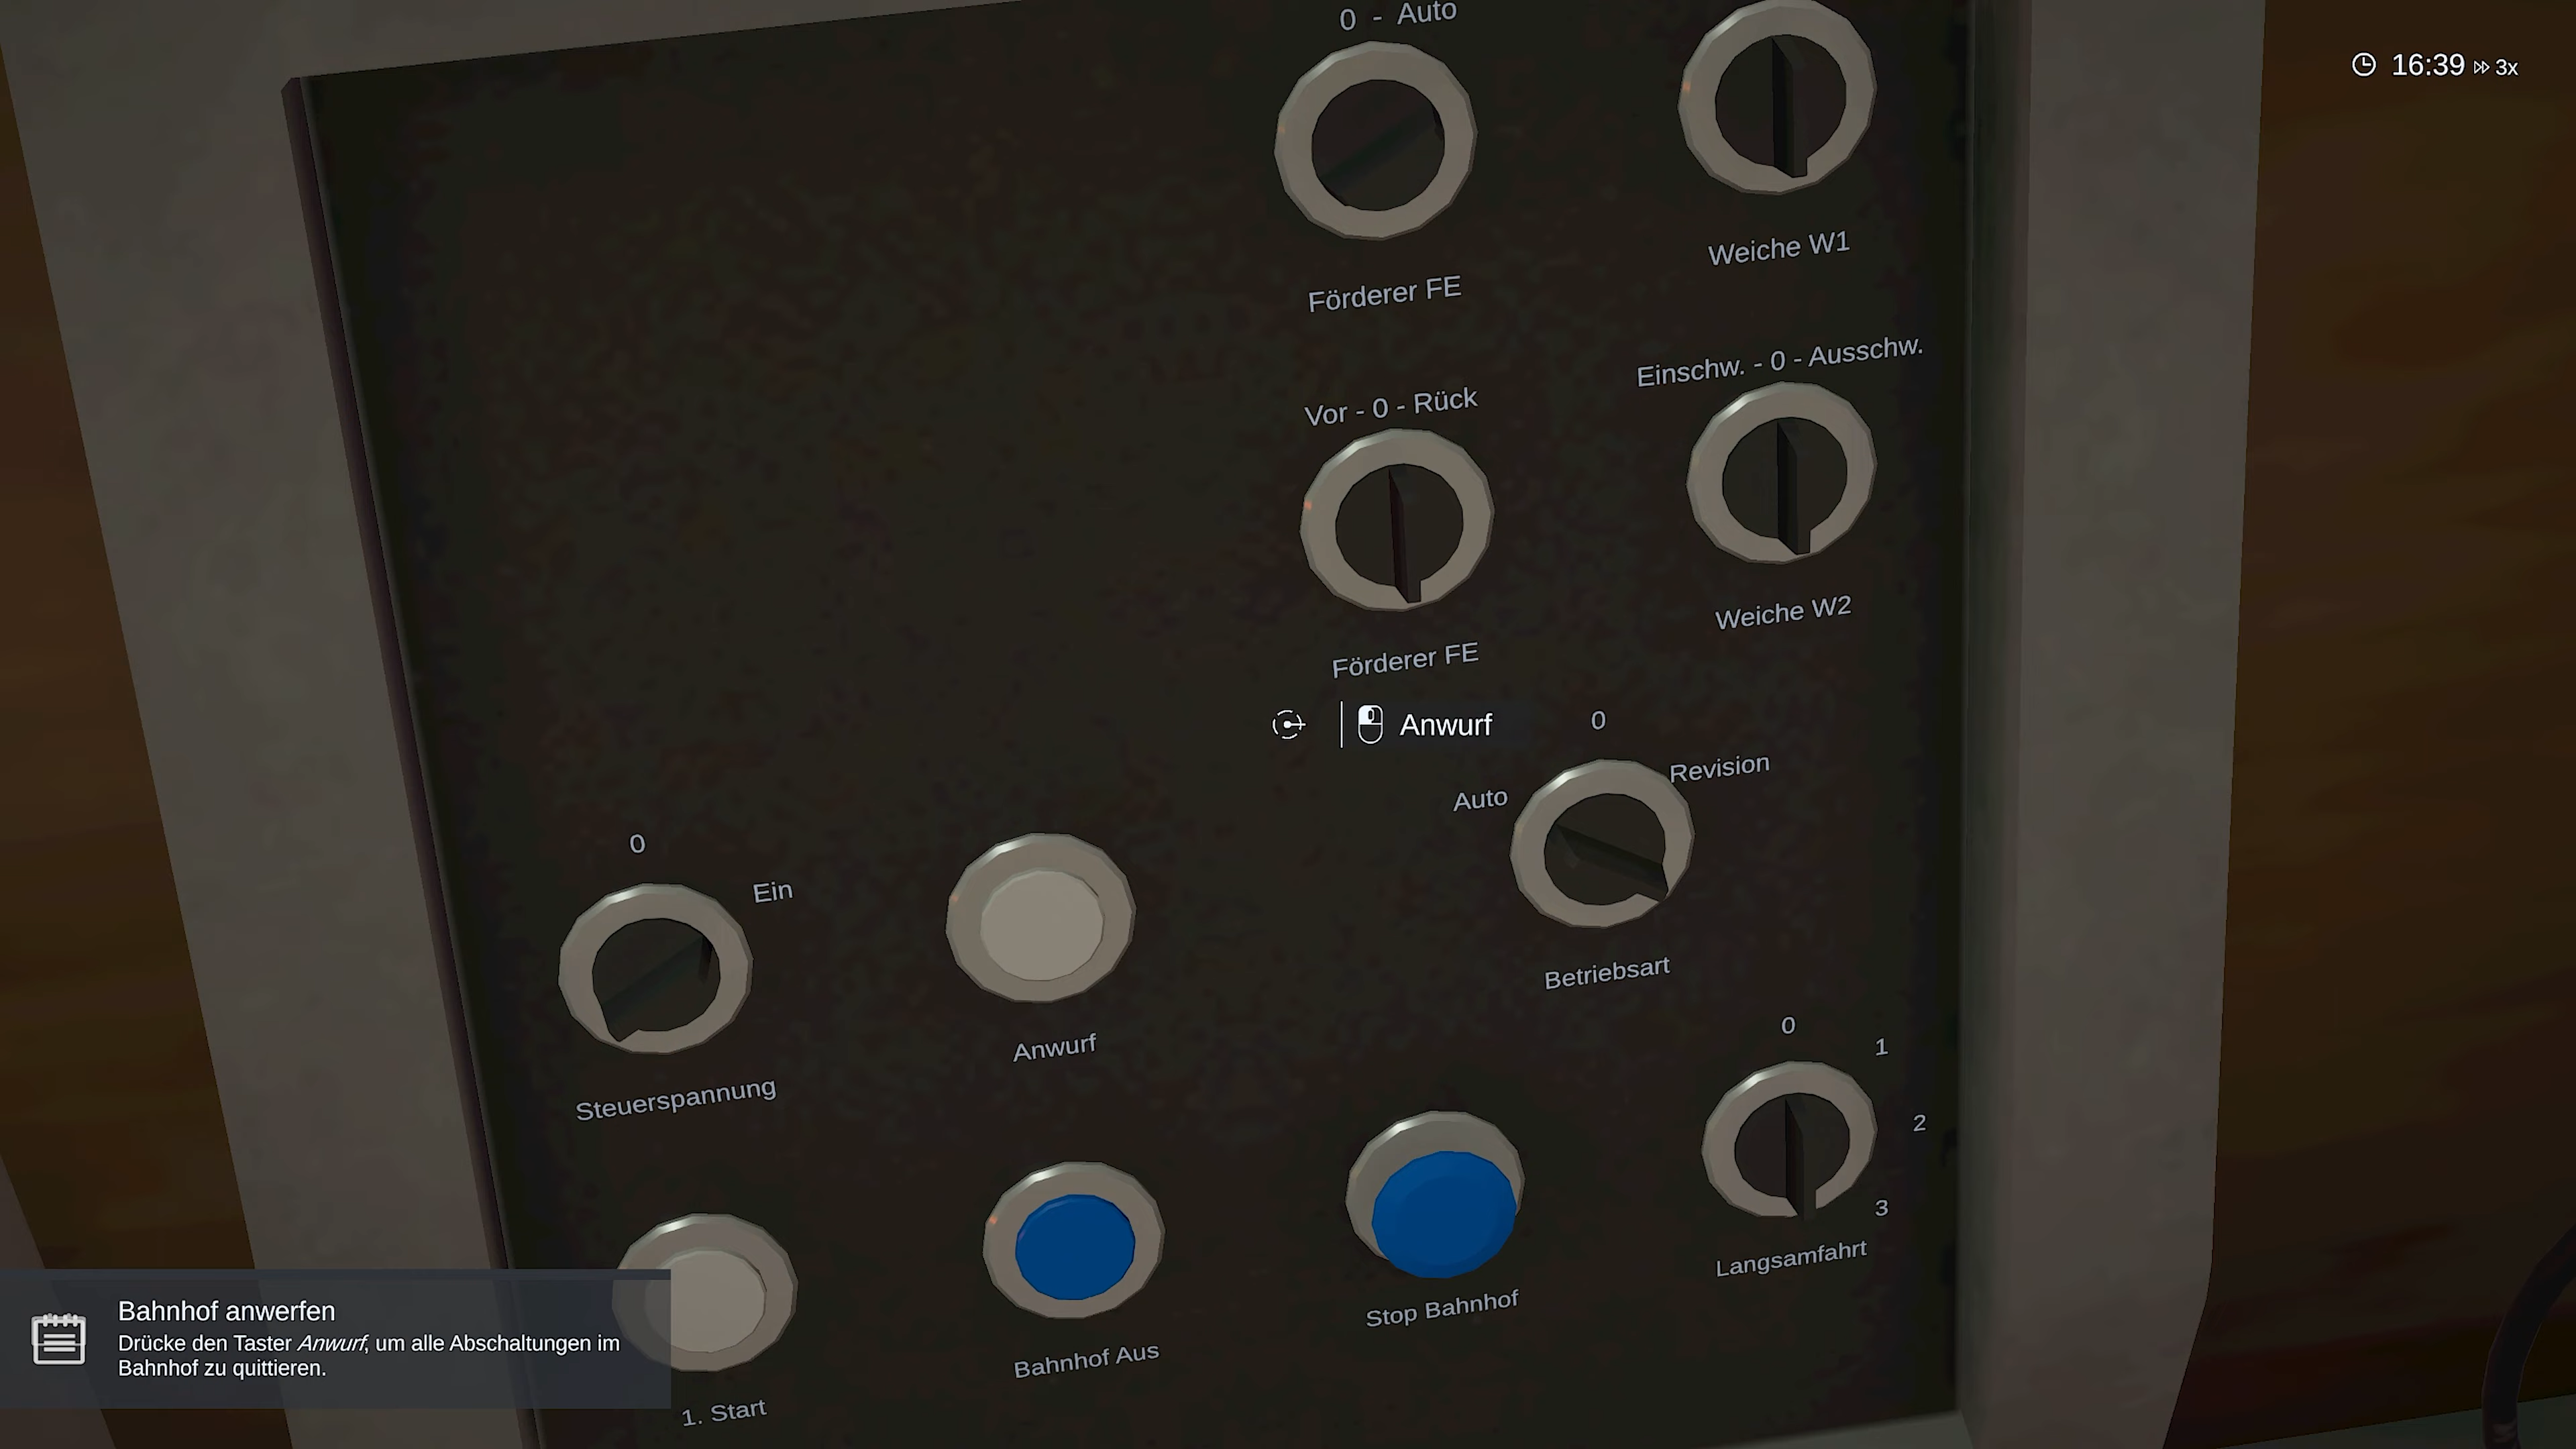 0 - Auto
16:39 3x
Weiche W1
Förderer FE
Einschw. - 0 - Ausschw.
Vor - 0 - Rück
Weiche W2
Förderer FE
Anwurf
0
Revision
Auto
0
Ein
Betriebsart
Anwurf
0
1
Steuerspannung
2
3
Langsamfahrt
Stop Bahnhof
Bahnhof Aus
1. Start
Bahnhof anwerfen
Drücke den Taster Anwurf, um alle Abschaltungen im
Bahnhof zu quittieren.